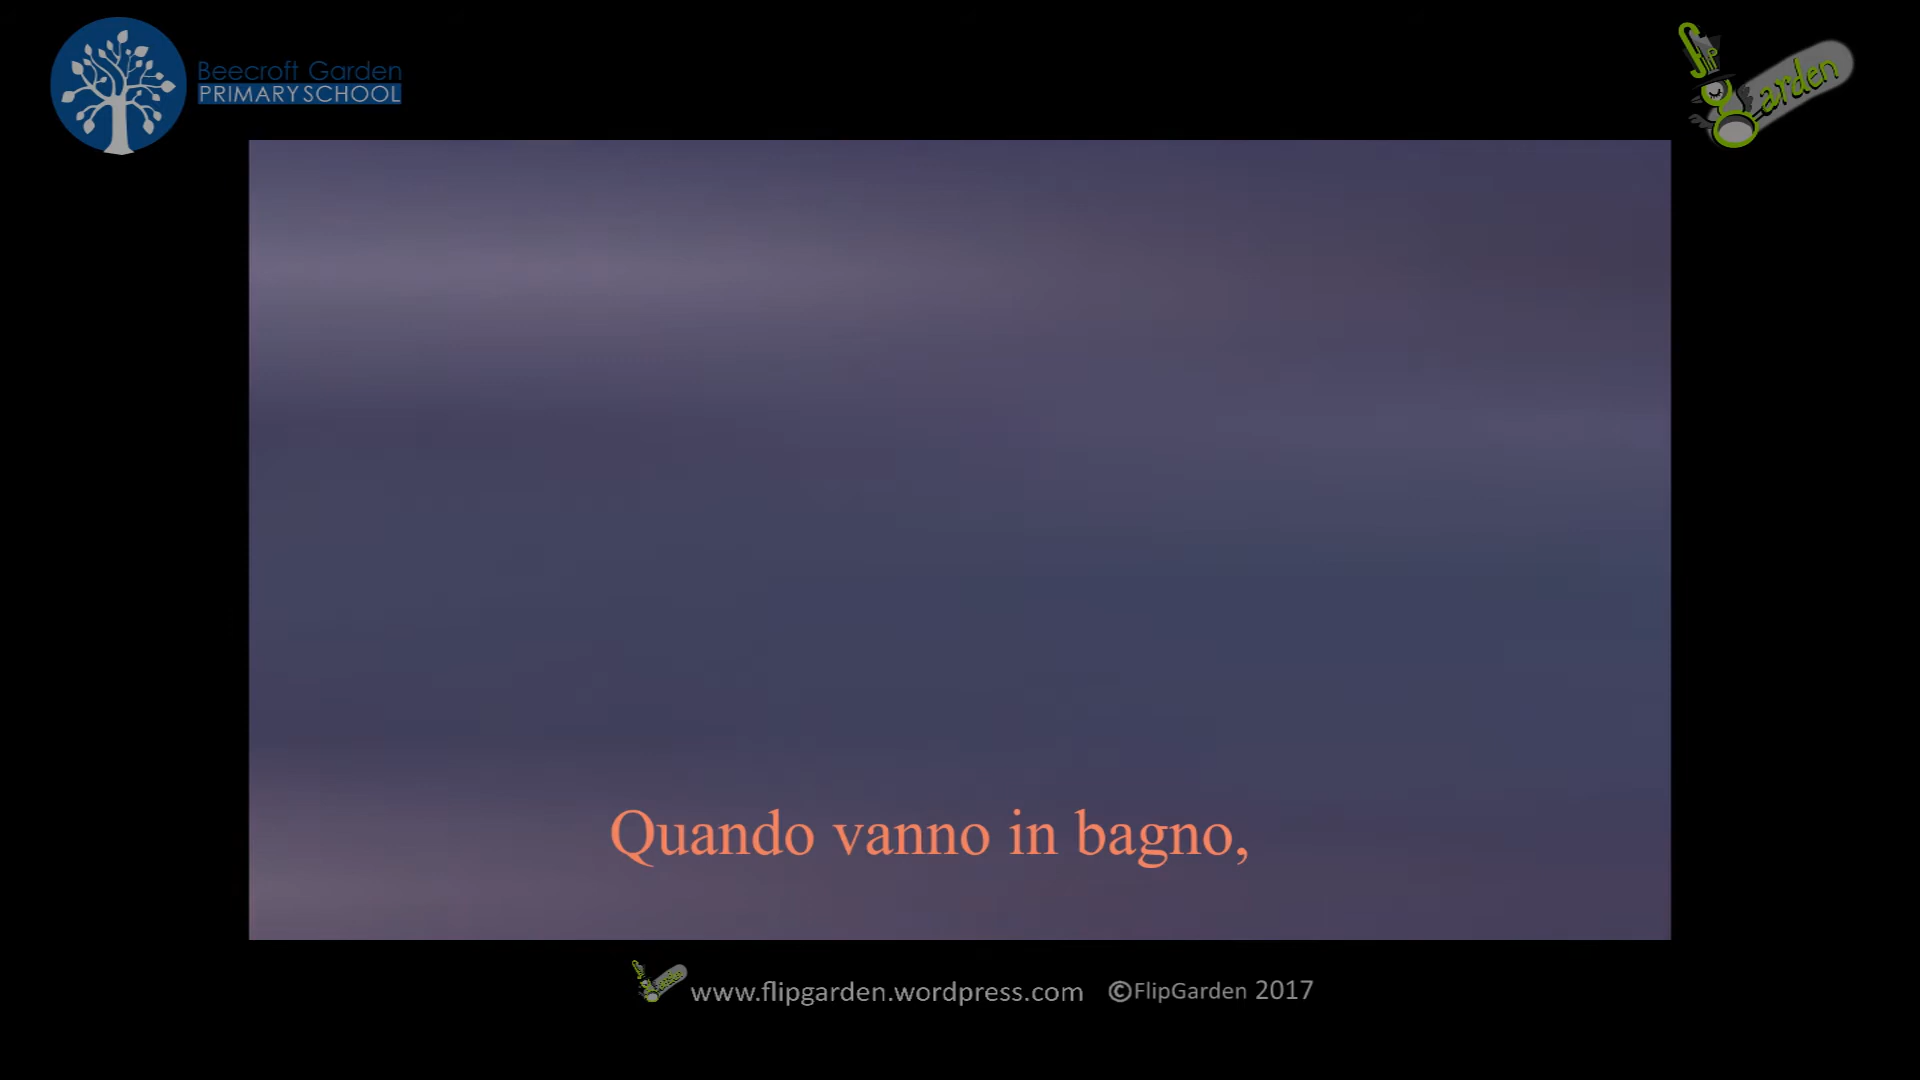 Beecroft Garden
PRIMARY SCHOOL
flip
Garden
Quando vanno in bagno,
www.flipgarden.wordpress.com ©FlipGarden 2017